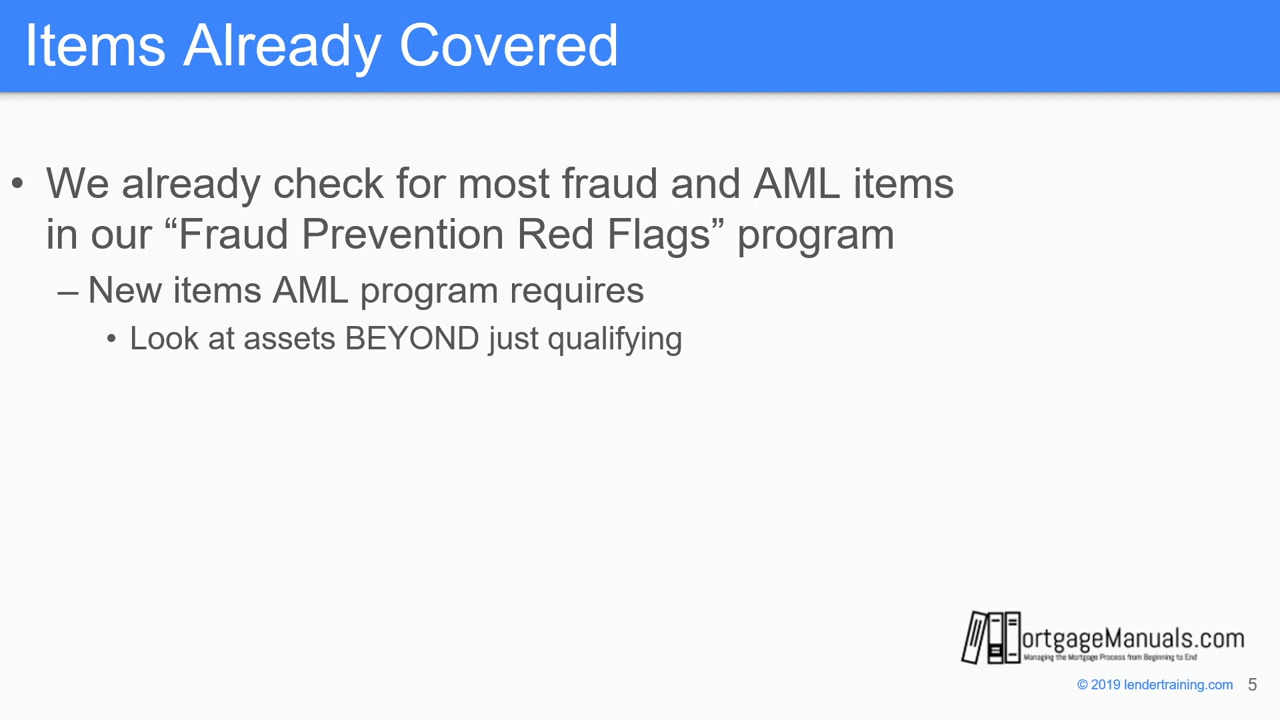 Items Already Covered
• We already check for most fraud and AML items
in our “Fraud Prevention Red Flags” program
– New items AML program requires
• Look at assets BEYOND just qualifying
ortgageManuals.com
Managing the Mortgage Process from Beginning to End
© 2019 lendertraining.com 5